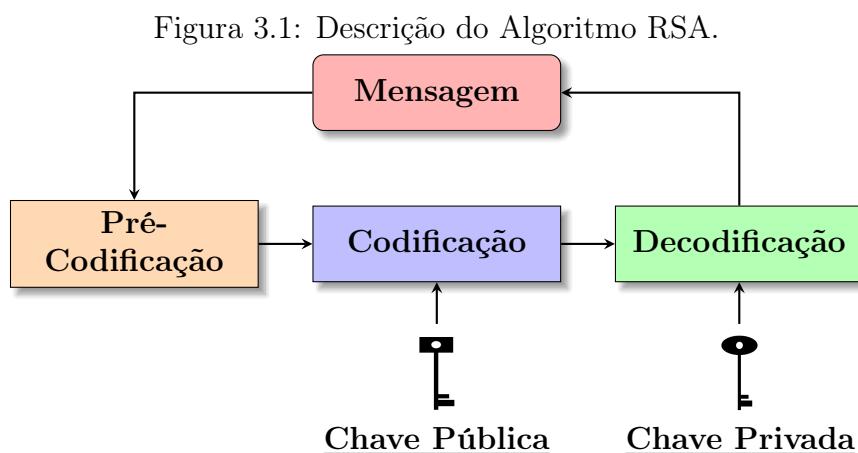 Figura 3.1: Descrição do Algoritmo RSA.
Mensagem
Pré-
Codificação
Codificação
Decodificação
Chave Pública
Chave Privada